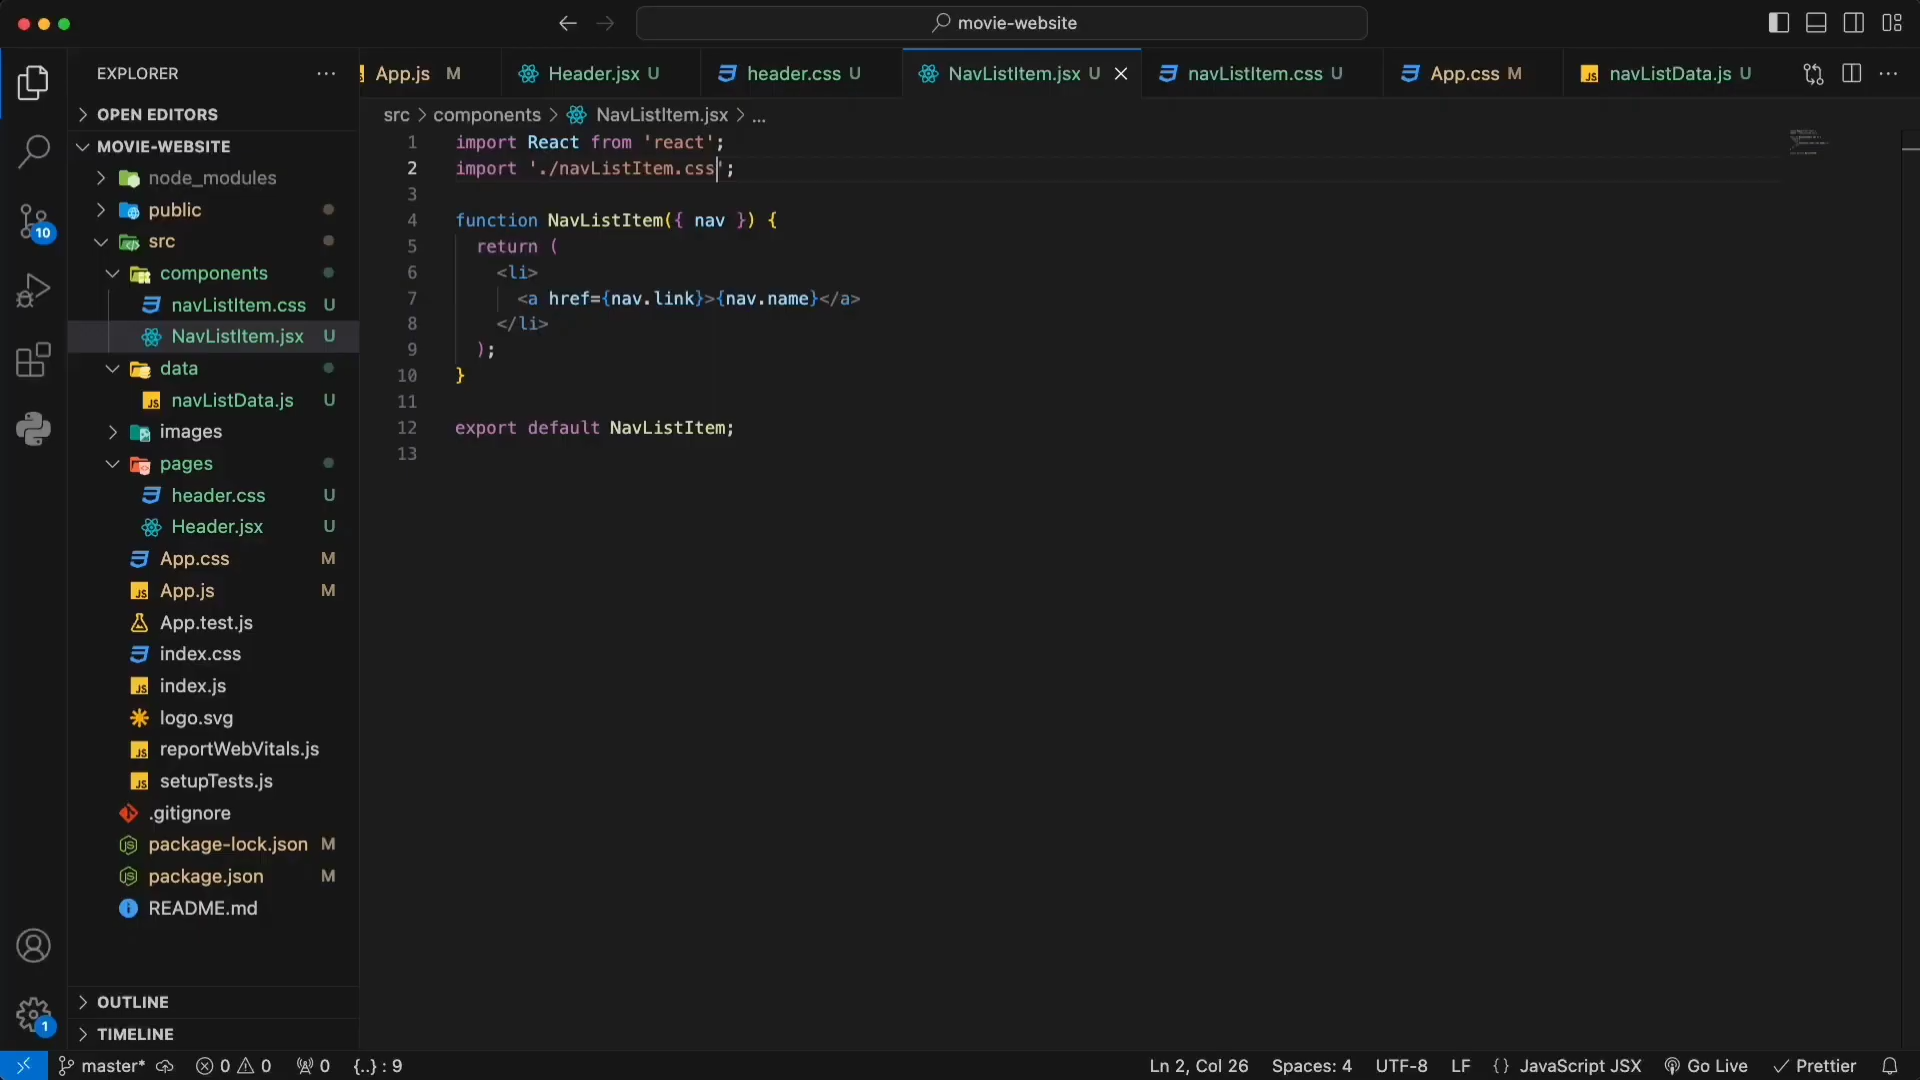 movie-website
EXPLORER
App.js M
Header.jsx U
header.css U
NavListItem.jsx U
navListItem.css U
App.css M
navListData.js U
OPEN EDITORS
MOVIE-WEBSITE
node_modules
public
src
components
navListItem.css U
NavListItem.jsx U
data
navListData.js U
images
pages
header.css U
Header.jsx U
App.css M
App.js M
App.test.js
index.css
index.js
logo.svg
reportWebVitals.js
setupTests.js
.gitignore
package-lock.json M
package.json M
README.md
OUTLINE
TIMELINE
10
1
src > components > NavListItem.jsx > ...
1 import React from 'react';
2 import './navListItem.css';
3
4 function NavListItem({ nav }) {
5 return (
6 <li>
7 <a href={nav.link}>{nav.name}</a>
8 </li>
9 );
10 }
11
12 export default NavListItem;
13
master* 0 0 0 {..} : 9
Ln 2, Col 26 Spaces: 4 UTF-8 LF {} JavaScript JSX Go Live Prettier